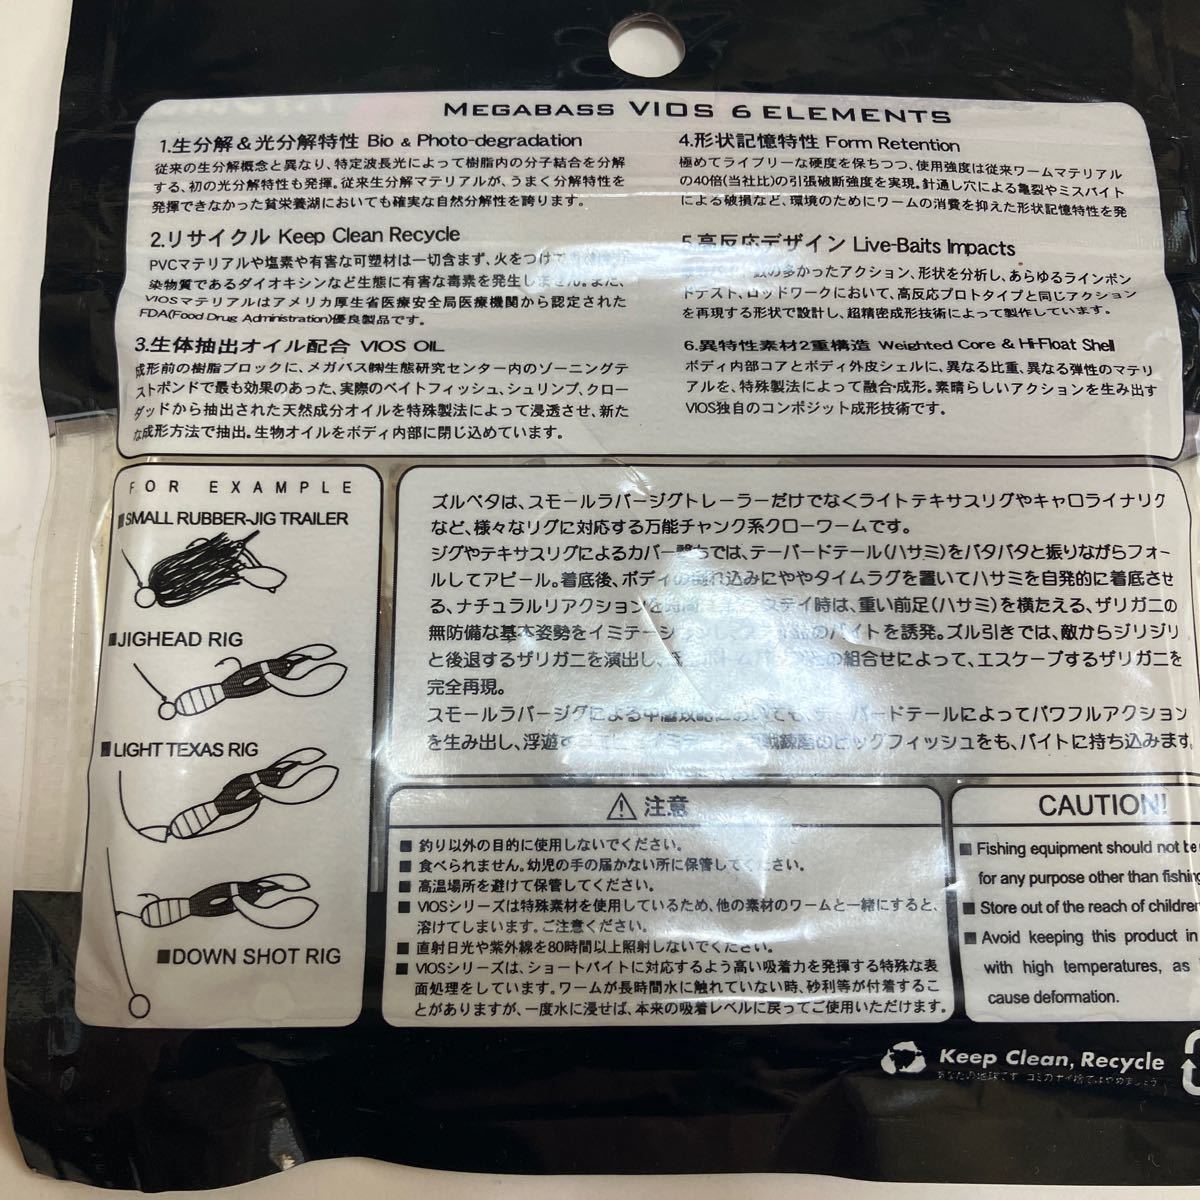 MEGABASS VIOS 6 ELEMENTS
1.生分解&光分解特性 Bio & Photo-degradation
従来の生分解概念と異なり、特定波長光によって樹脂内の分子結合を分解
する、初の光分解特性も発揮。従来生分解マテリアルが、うまく分解特性を
発揮できなかった貧栄養湖においても確実な自然分解性を誇ります。
2.リサイクル Keep Clean Recycle
PVCマテリアルや塩素や有害な可塑材は一切含まず、火をつけても
染物質であるダイオキシンなど生態に有害な毒素を発生しません。また、
VIOSマテリアルはアメリカ厚生省医療安全局医療機関から認定された
FDA(Food Drug Administration)優良製品です。
3.生体抽出オイル配合 VIOS OIL
成形前の樹脂ブロックに、メガバス㈱生態研究センター内のゾーニングテ
ストポンドで最も効果のあった、実際のベイトフィッシュ、シュリンプ、クロー
ダッドから抽出された天然成分オイルを特殊製法によって浸透させ、新た
な成形方法で抽出。生物オイルをボディ内部に閉じ込めています。
4.形状記憶特性 Form Retention
極めてライブリーな硬度を保ちつつ、使用強度は従来ワームマテリアル
の40倍(当社比)の引張破断強度を実現。針通し穴による亀裂やミスバイト
による破損など、環境のためにワームの消費を抑えた形状記憶特性を発
5.高反応デザイン Live-Baits Impacts
数の多かったアクション、形状を分析し、あらゆるラインポン
ドテスト、ロッドワークにおいて、高反応プロトタイプと同じアクション
を再現する形状で設計し、超精密成形技術によって製作しています。
6.異特性素材2重構造 Weighted Core & Hi-Float Shell
ボディ内部コアとボディ外皮シェルに、異なる比重、異なる弾性のマテリ
アルを、特殊製法によって融合・成形。素晴らしいアクションを生み出す
VIOS独自のコンポジット成形技術です。
FOR EXAMPLE
■SMALL RUBBER-JIG TRAILER
■JIGHEAD RIG
■LIGHT TEXAS RIG
■DOWN SHOT RIG
ズルベタは、スモールラバージグトレーラーだけでなくライトテキサスリグやキャロライナリグ
など、様々なリグに対応する万能チャンク系クローワームです。
ジグやテキサスリグによるカバー撃ちでは、テーパードテール(ハサミ)をバタバタと振りながらフォー
ルしてアピール。着底後、ボディの倒れ込みにややタイムラグを置いてハサミを自発的に着底させ
る、ナチュラルリアクションを ステイ時は、重い前足(ハサミ)を横たえる、ザリガニの
無防備な基本姿勢をイミテーション のバイトを誘発。ズル引きでは、敵からジリジリ
と後退するザリガニを演出し、 の組合せによって、エスケープするザリガニを
完全再現。
スモールラバージグによる中層攻略においても、テーパードテールによってパワフルアクション
を生み出し、浮遊す 百戦錬磨のビッグフィッシュをも、バイトに持ち込みます。
⚠ 注意
■ 釣り以外の目的に使用しないでください。
■ 食べられません。幼児の手の届かない所に保管してください。
■ 高温場所を避けて保管してください。
■ VIOSシリーズは特殊素材を使用しているため、他の素材のワームと一緒にすると、
溶けてしまいます。ご注意ください。
■ 直射日光や紫外線を80時間以上照射しないでください。
■ VIOSシリーズは、ショートバイトに対応するよう高い吸着力を発揮する特殊な表
面処理をしています。ワームが長時間水に触れていない時、砂利等が付着するこ
とがありますが、一度水に浸せば、本来の吸着レベルに戻ってご使用いただけます。
CAUTION!
■ Fishing equipment should not be
for any purpose other than fishing
■ Store out of the reach of children
■ Avoid keeping this product in
with high temperatures, as
cause deformation.
Keep Clean, Recycle
あなたの地球です ゴミのポイ捨てはやめましょう